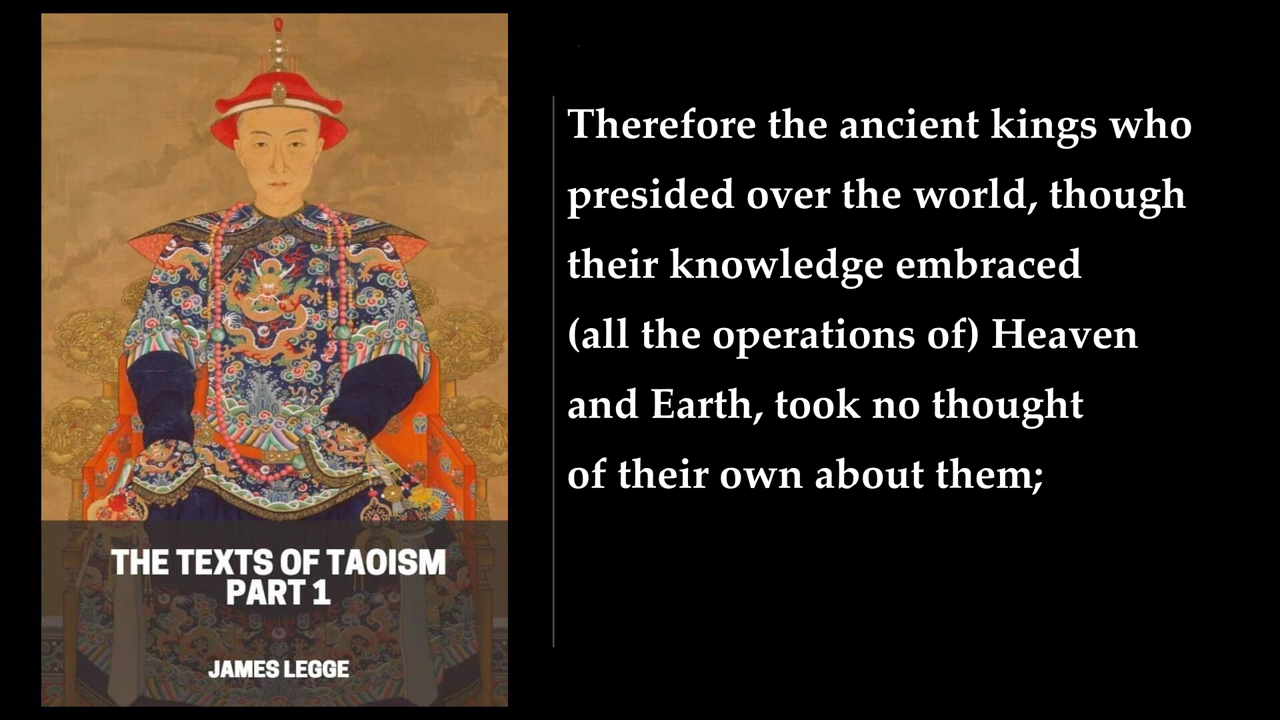 THE TEXTS OF TAOISM
PART 1
JAMES LEGGE
Therefore the ancient kings who
presided over the world, though
their knowledge embraced
(all the operations of) Heaven
and Earth, took no thought
of their own about them;